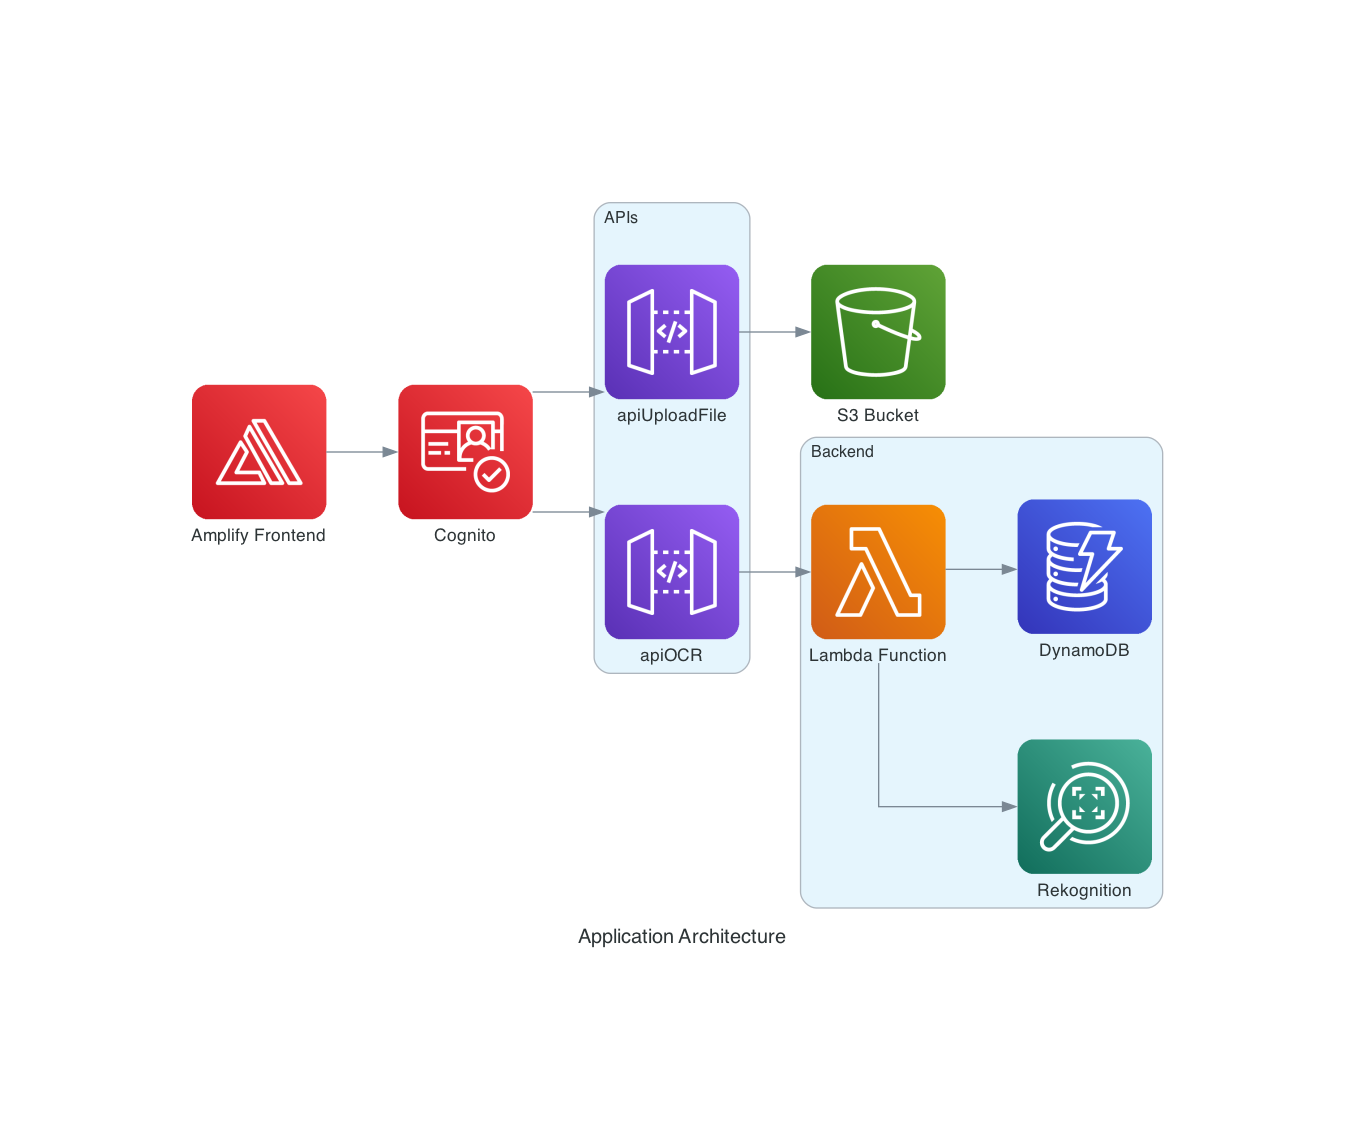 APIs
apiUploadFile
S3 Bucket
Backend
Amplify Frontend
Cognito
apiOCR
Lambda Function
DynamoDB
Rekognition
Application Architecture